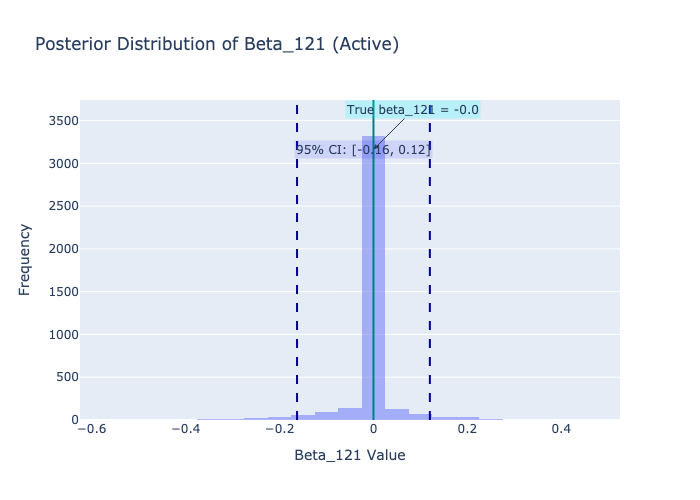 Posterior Distribution of Beta_121 (Active)
True beta_121 = -0.0
95% CI: [-0.16, 0.12]
3500
3000
2500
2000
1500
1000
500
0
Frequency
−0.6 −0.4 −0.2 0 0.2 0.4
Beta_121 Value